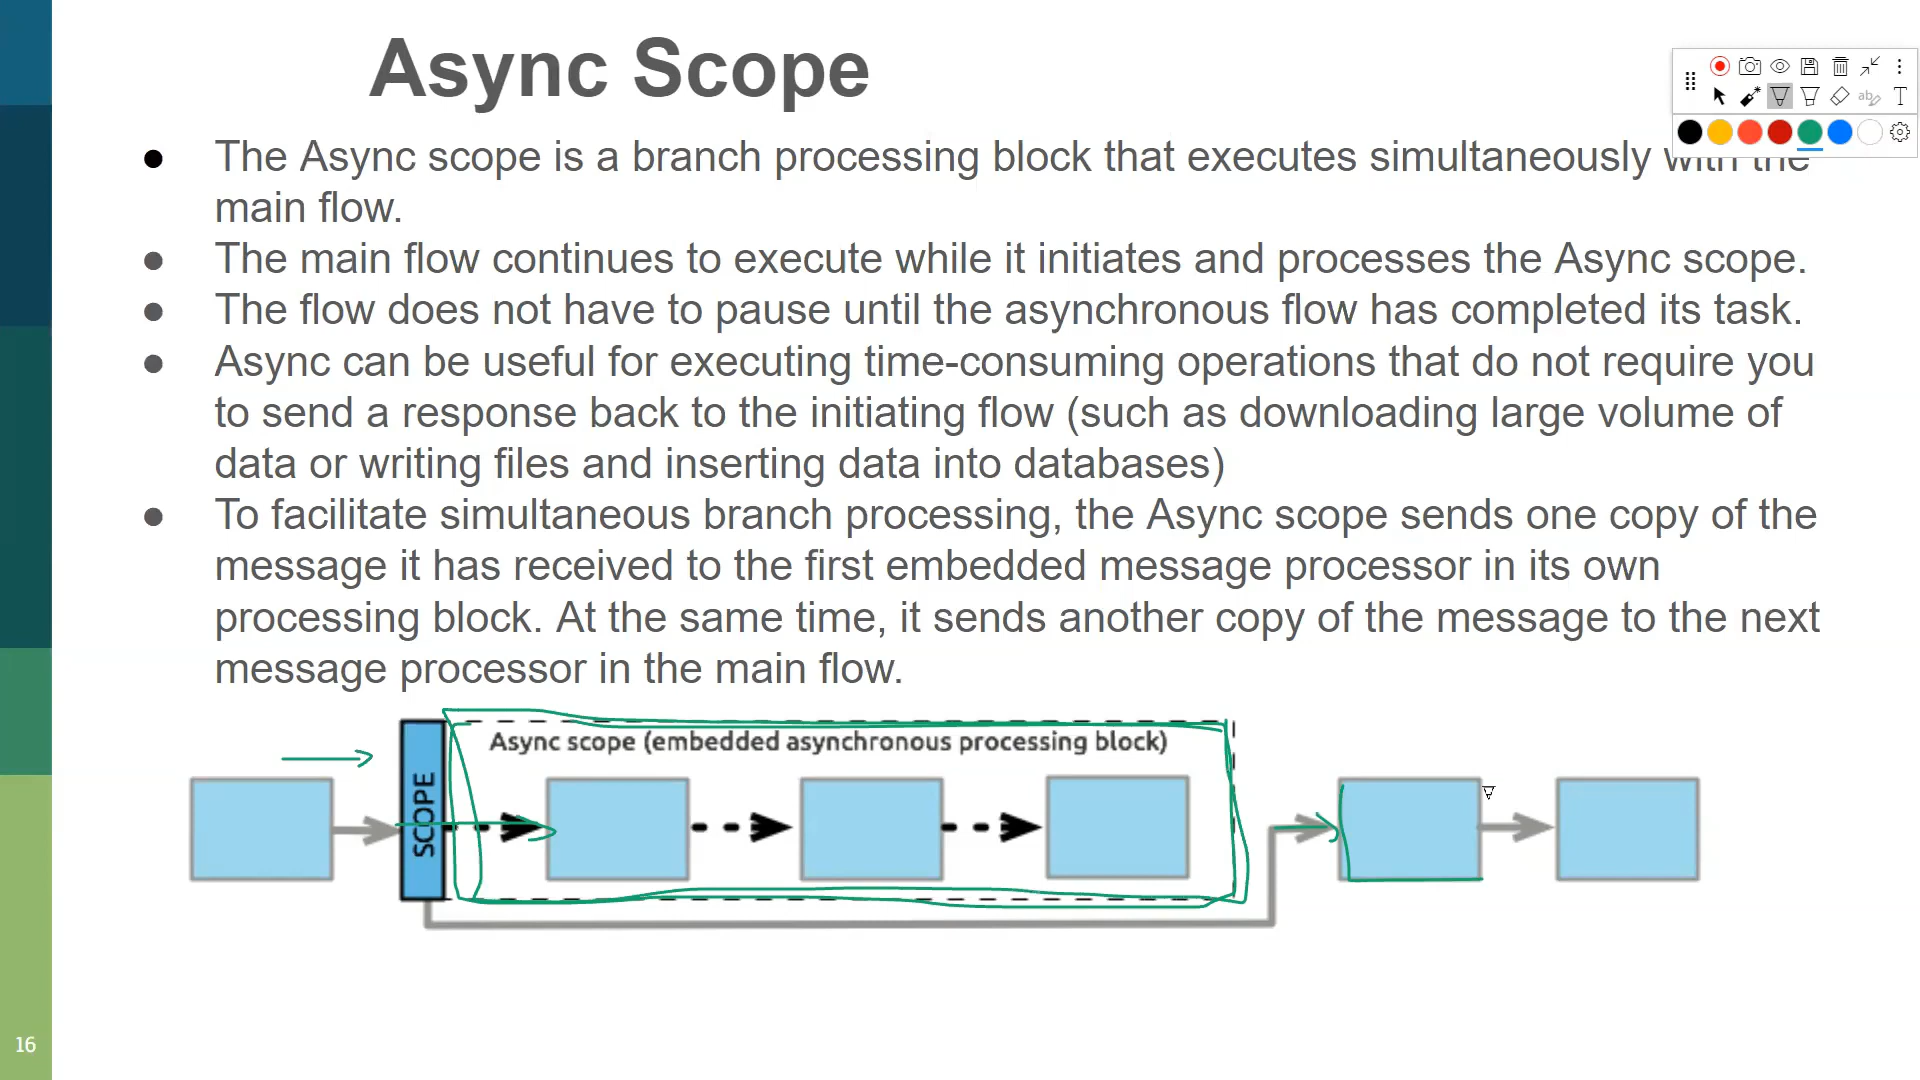 Async Scope
● The Async scope is a branch processing block that executes simultaneously with the
main flow.
● The main flow continues to execute while it initiates and processes the Async scope.
● The flow does not have to pause until the asynchronous flow has completed its task.
● Async can be useful for executing time-consuming operations that do not require you
to send a response back to the initiating flow (such as downloading large volume of
data or writing files and inserting data into databases)
● To facilitate simultaneous branch processing, the Async scope sends one copy of the
message it has received to the first embedded message processor in its own
processing block. At the same time, it sends another copy of the message to the next
message processor in the main flow.
Async scope (embedded asynchronous processing block)
SCOPE
16